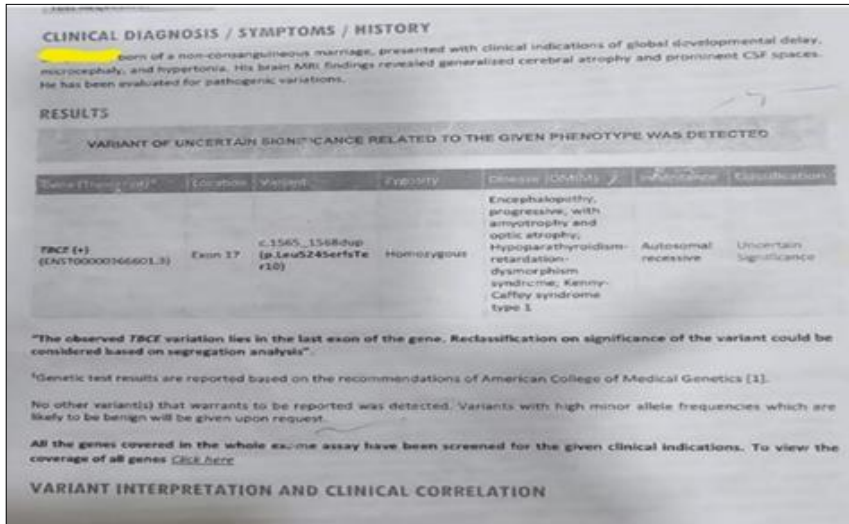 CLINICAL DIAGNOSIS / SYMPTOMS / HISTORY
born of a non-consanguineous marriage, presented with clinical indications of global developmental delay,
microcephaly, and hypertonia. His brain MRI findings revealed generalised cerebral atrophy and prominent CSF spaces.
He has been evaluated for pathogenic variations.
RESULTS
VARIANT OF UNCERTAIN SIGNIFICANCE RELATED TO THE GIVEN PHENOTYPE WAS DETECTED
Gene (Transcript) Location Variant Zygosity Disease (OMIM) Inheritance Classification
TBCE (+)
(ENST00000366601.3)
Exon 17
c.1565_1568dup
(p.Leu524SerfsTe
r10)
Homozygous
Encephalopathy,
progressive, with
amyotrophy and
optic atrophy;
Hypoparathyroidism-
retardation-
dysmorphism
syndrome; Kenny-
Caffey syndrome
type 1
Autosomal
recessive
Uncertain
Significance
"The observed TBCE variation lies in the last exon of the gene. Reclassification on significance of the variant could be
considered based on segregation analysis".
Genetic test results are reported based on the recommendations of American College of Medical Genetics [1].
No other variant(s) that warrants to be reported was detected. Variants with high minor allele frequencies which are
likely to be benign will be given upon request.
All the genes covered in the whole exome assay have been screened for the given clinical indications. To view the
coverage of all genes Click here
VARIANT INTERPRETATION AND CLINICAL CORRELATION